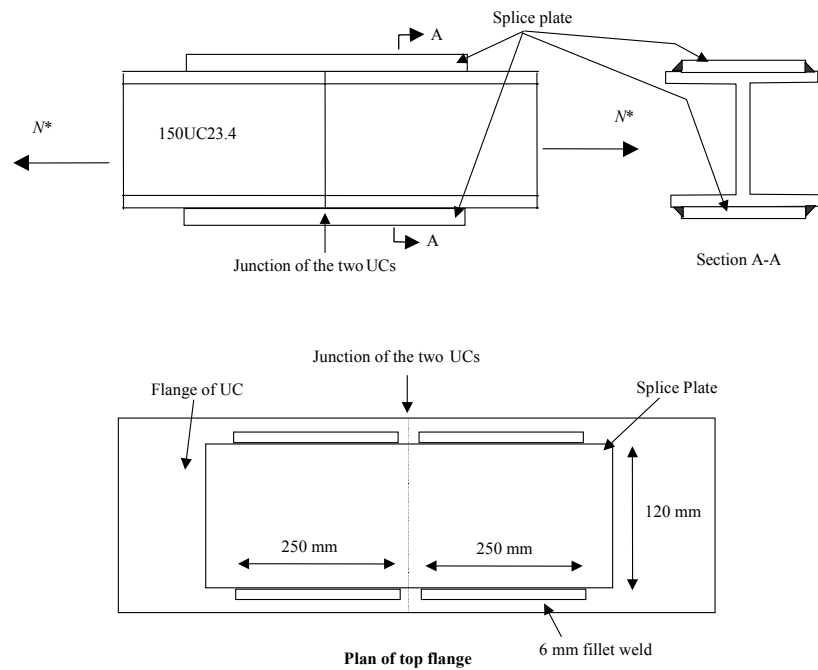 Splice plate
A
N*
150UC23.4
N*
A
Junction of the two UCs
Section A-A
Junction of the two UCs
Flange of UC
Splice Plate
120 mm
250 mm
250 mm
6 mm fillet weld
Plan of top flange